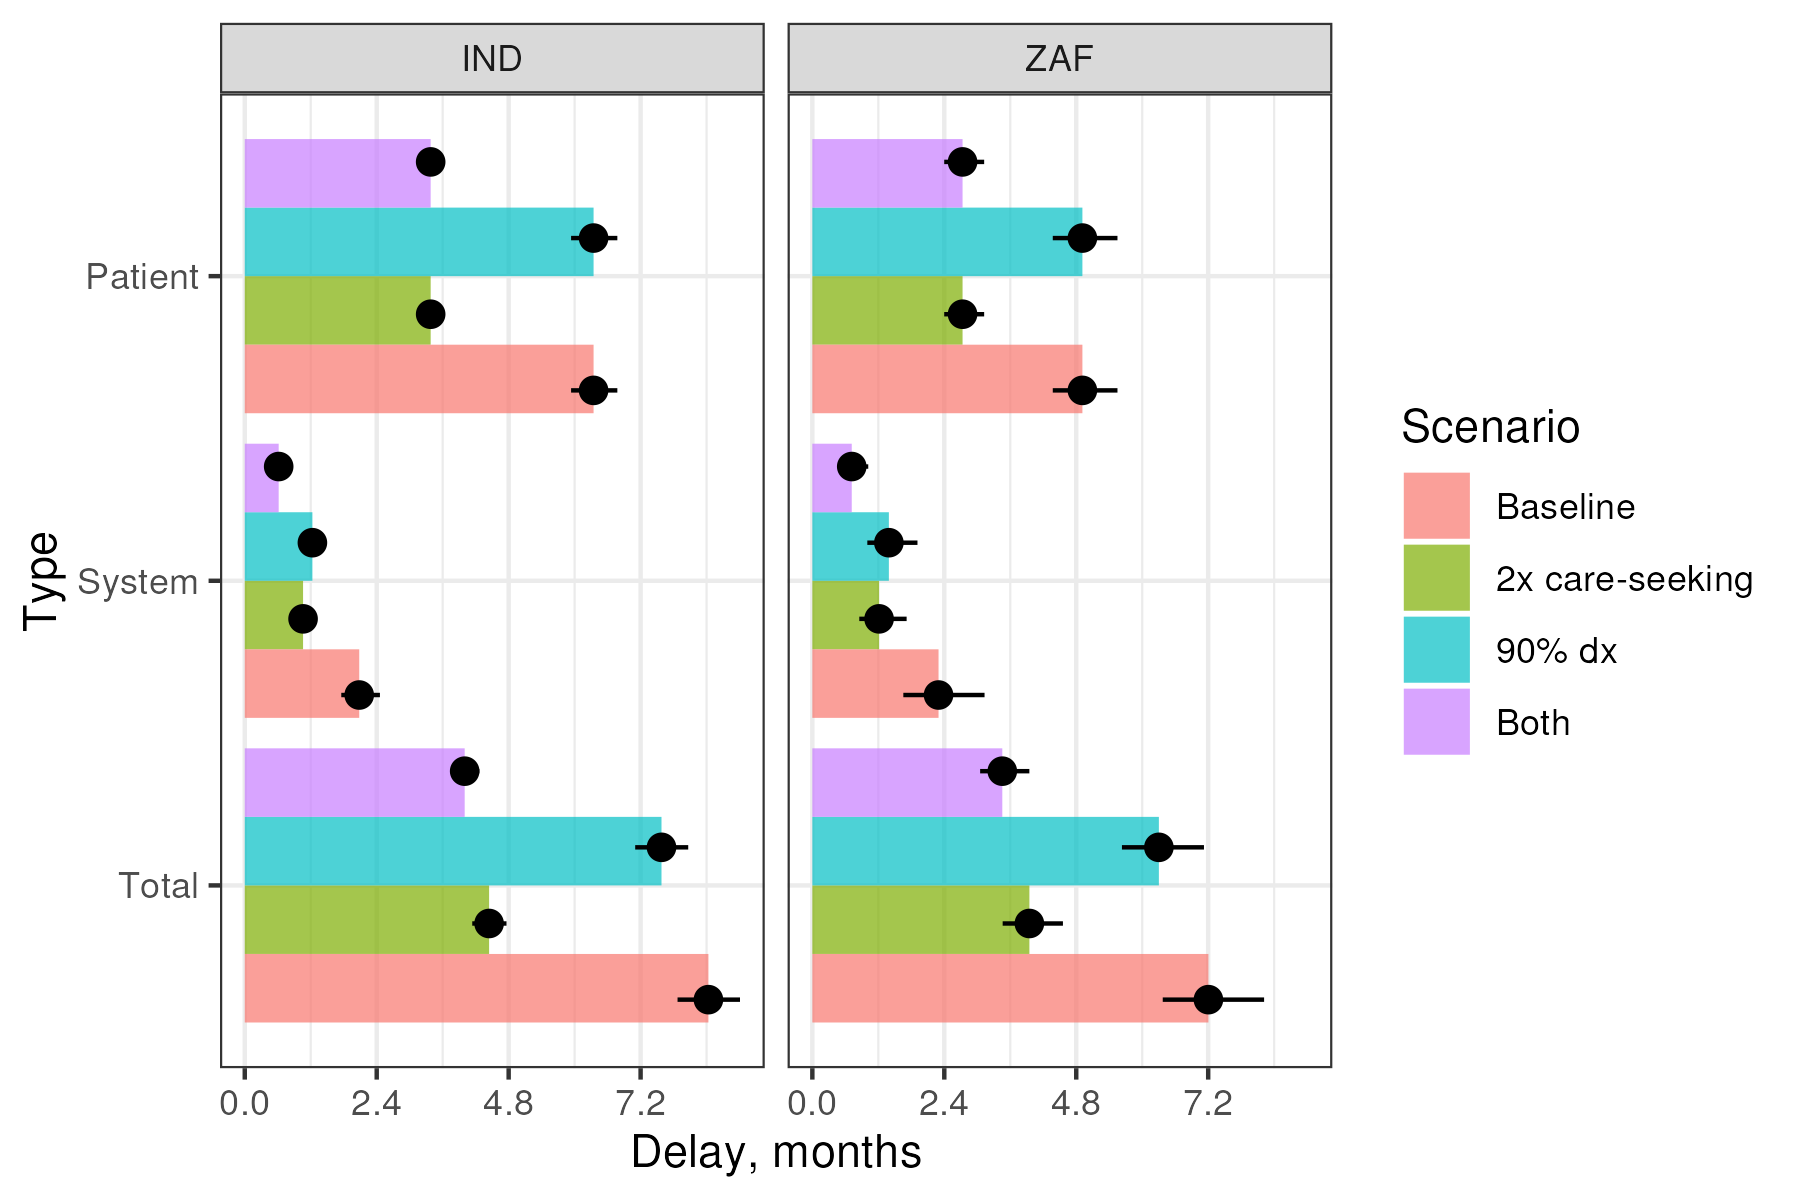 IND
ZAF
Patient
System
Total
Type
0.0 2.4 4.8 7.2
0.0 2.4 4.8 7.2
Delay, months
Scenario
Baseline
2x care-seeking
90% dx
Both